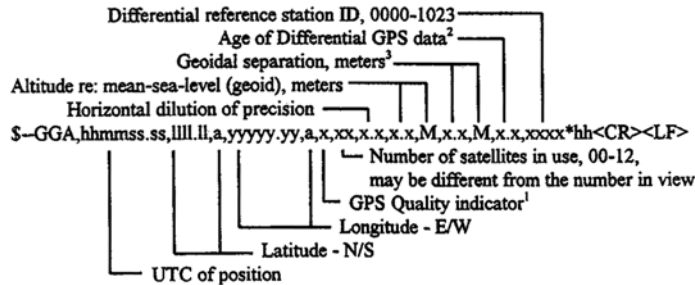 Differential reference station ID, 0000-1023
Age of Differential GPS data²
Geoidal separation, meters³
Altitude re: mean-sea-level (geoid), meters
Horizontal dilution of precision
$--GGA,hhmmss.ss,llll.ll,a,yyyyy.yy,a,x,xx,x.x,x.x,M,x.x,M,x.x,xxxx*hh<CR><LF>
Number of satellites in use, 00-12,
may be different from the number in view
GPS Quality indicator¹
Longitude - E/W
Latitude - N/S
UTC of position